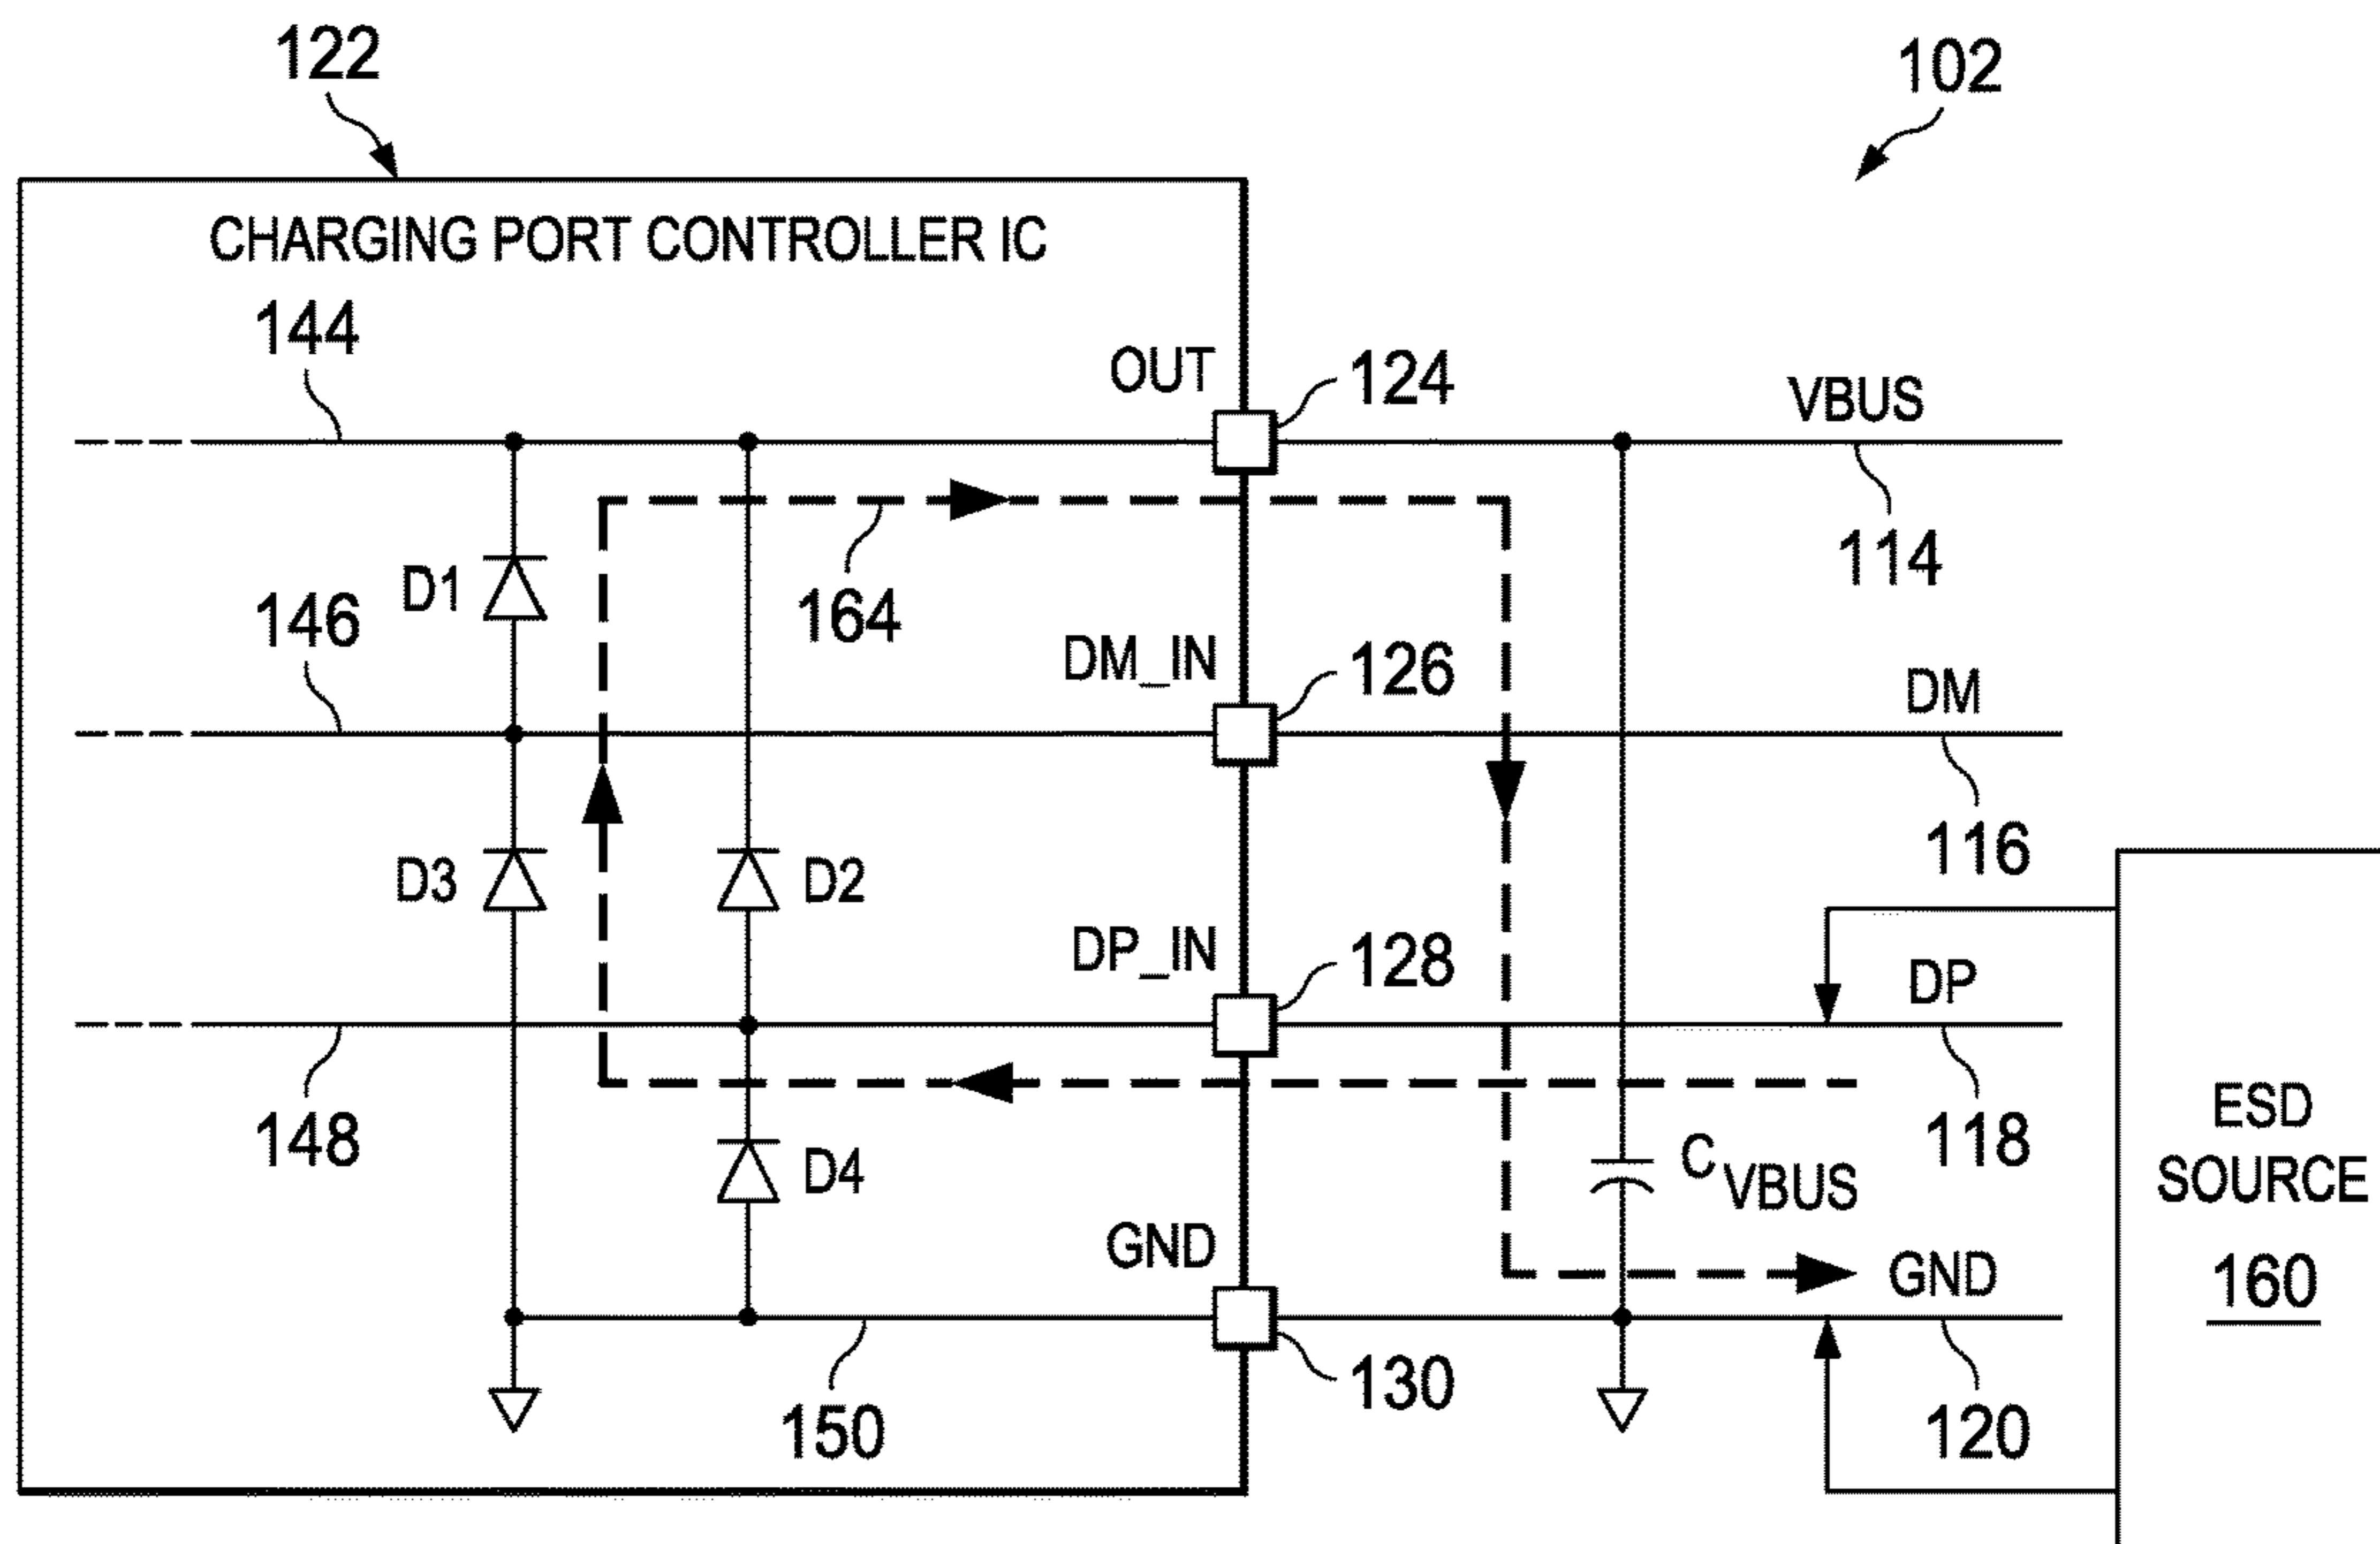 122
102
CHARGING PORT CONTROLLER IC
144
OUT
124
VBUS
114
D1
164
146
DM_IN
126
DM
116
D3
D2
DP_IN
128
DP
148
118
D4
C VBUS
ESD
SOURCE
160
GND
GND
150
130
120